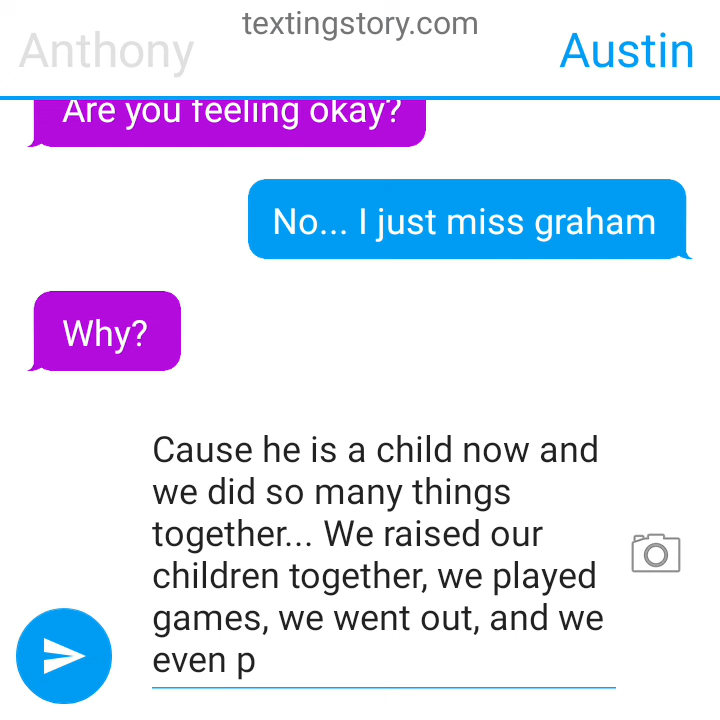 textingstory.com
Anthony
Austin
Are you feeling okay?
No... I just miss graham
Why?
Cause he is a child now and
we did so many things
together... We raised our
children together, we played
games, we went out, and we
even p